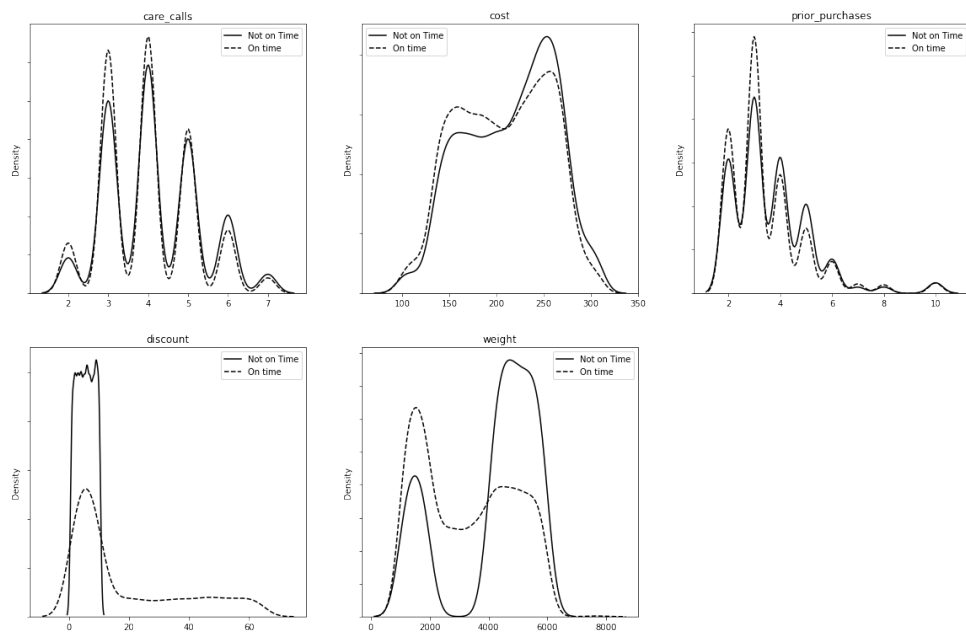 care_calls
Density
Not on Time
On time
2 3 4 5 6 7
cost
Density
Not on Time
On time
100 150 200 250 300 350
prior_purchases
Density
Not on Time
On time
2 4 6 8 10
discount
Density
Not on Time
On time
0 20 40 60
weight
Density
Not on Time
On time
0 2000 4000 6000 8000